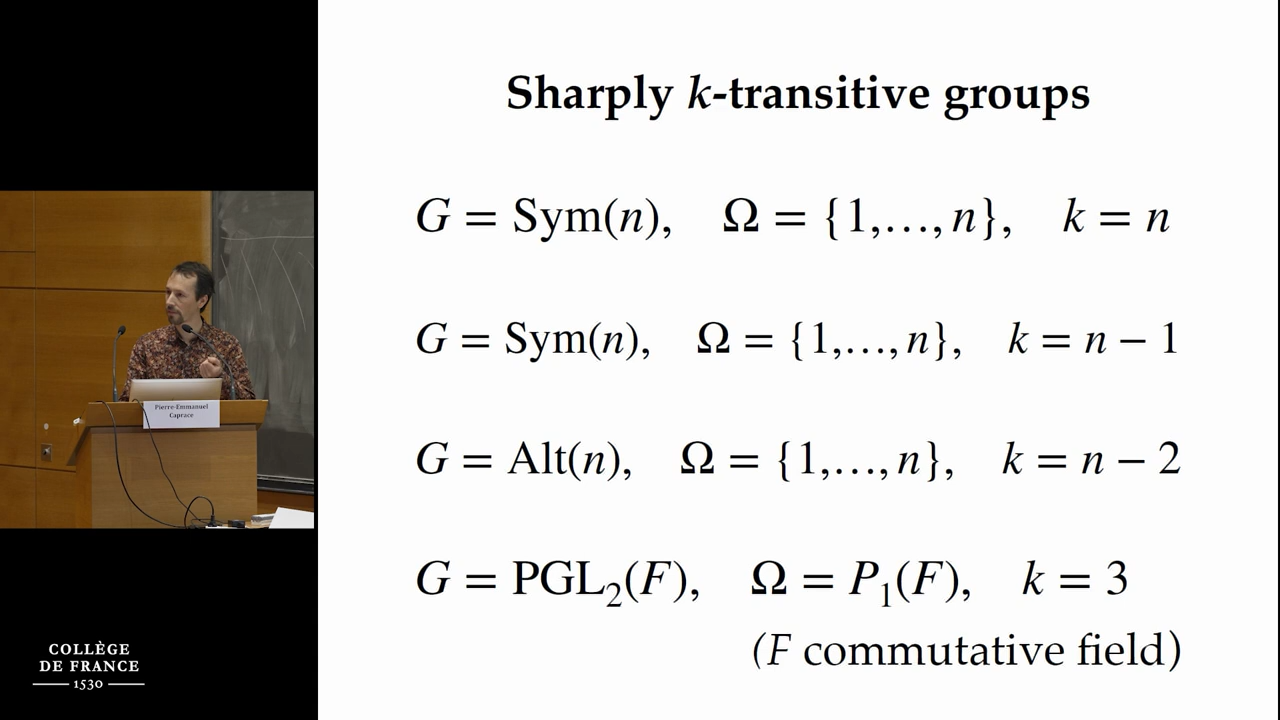 Sharply k-transitive groups
G = Sym(n), Ω = {1,…, n}, k = n
G = Sym(n), Ω = {1,…, n}, k = n − 1
G = Alt(n), Ω = {1,…, n}, k = n − 2
G = PGL₂(F), Ω = P₁(F), k = 3
(F commutative field)
Pierre-Emmanuel
Caprace
COLLÈGE
DE FRANCE
1530